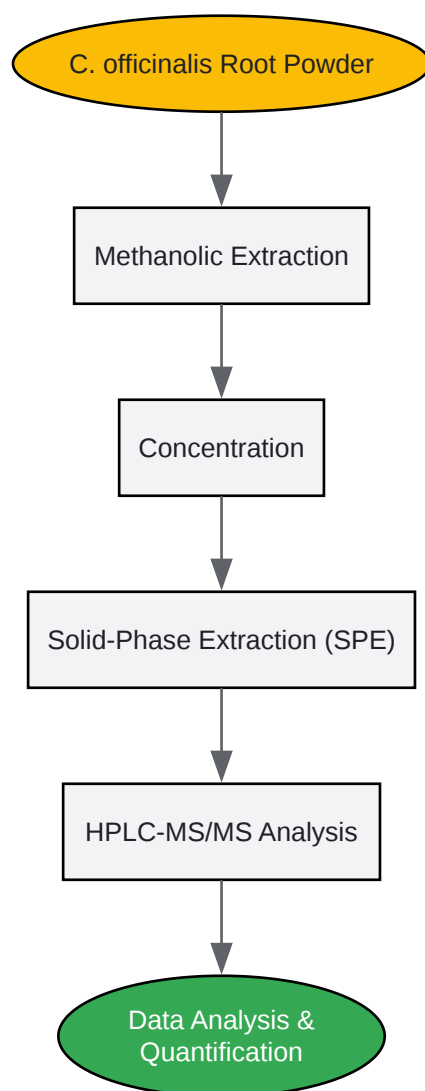 C. officinalis Root Powder
Methanolic Extraction
Concentration
Solid-Phase Extraction (SPE)
HPLC-MS/MS Analysis
Data Analysis &
Quantification